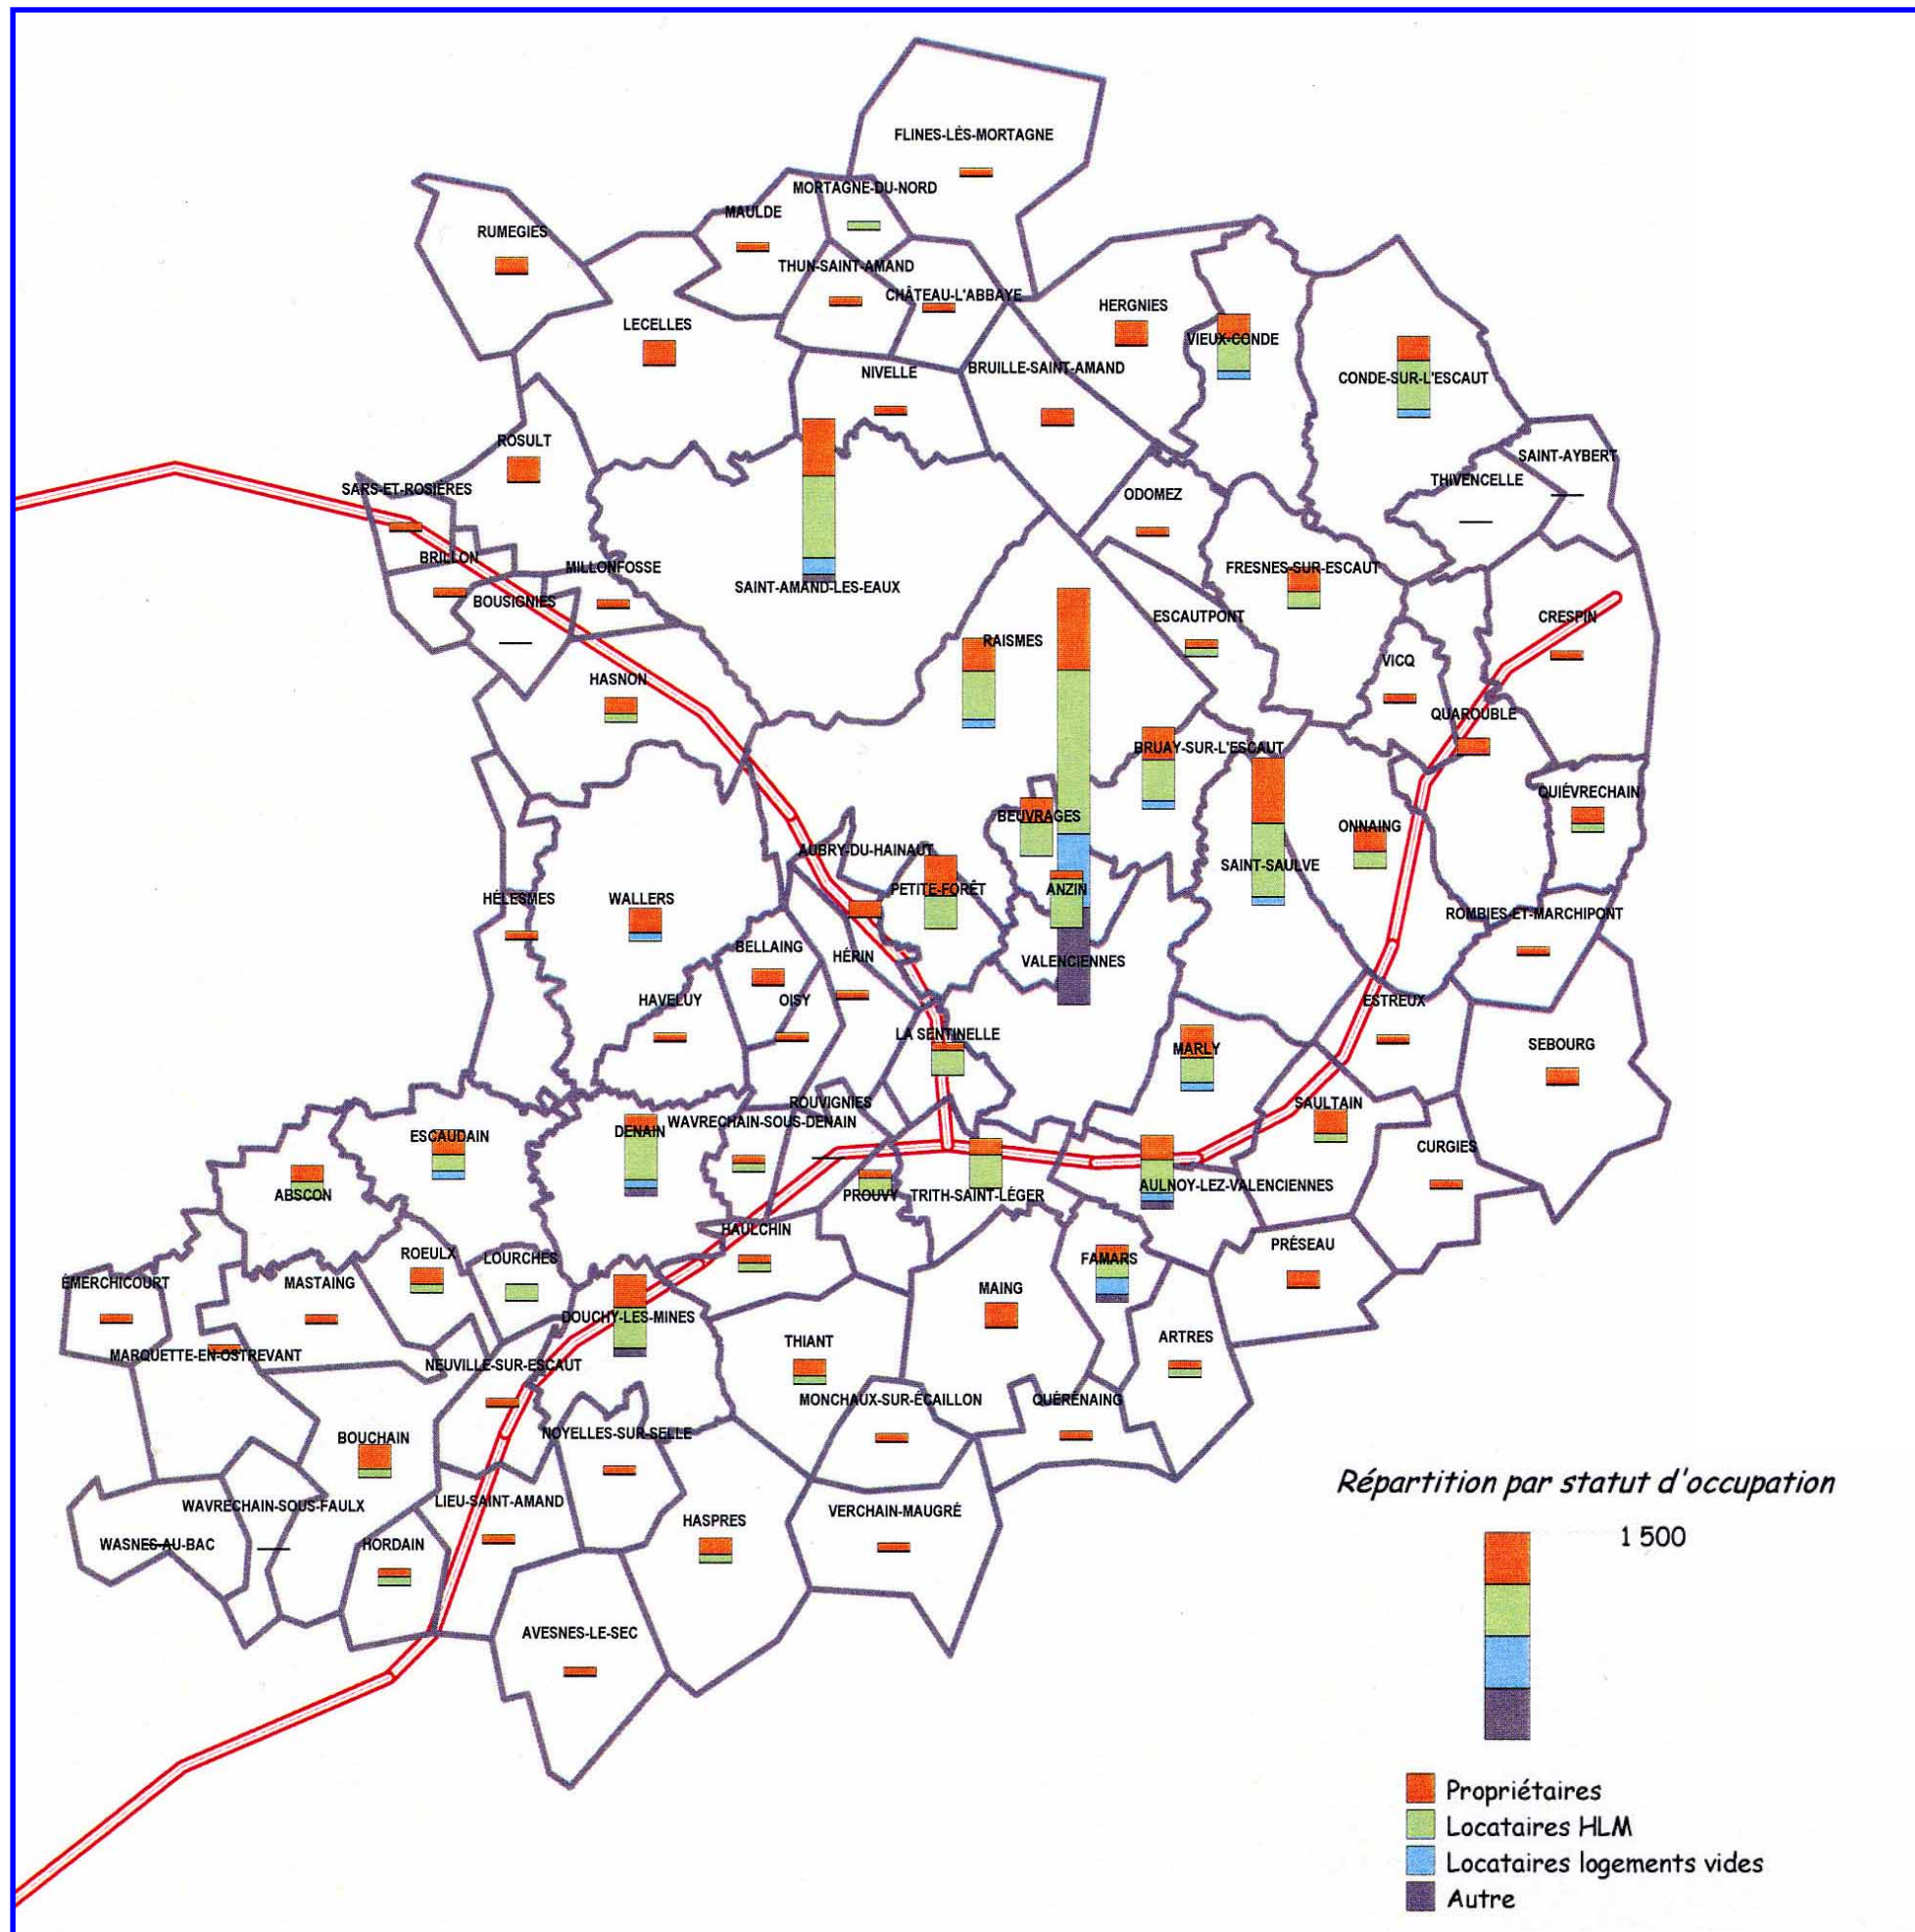 FLINES-LÈS-MORTAGNE
MORTAGNE-DU-NORD
MAULDE
RUMEGIES
THUN-SAINT-AMAND
CHÂTEAU-L'ABBAYE
HERGNIES
LECELLES
VIEUX-CONDE
NIVELLE
BRUILLE-SAINT-AMAND
CONDE-SUR-L'ESCAUT
ROSULT
SAINT-AYBERT
SARS-ET-ROSIÈRES
THIVENCELLE
ODOMEZ
BRILLON
MILLONFOSSE
FRESNES-SUR-ESCAUT
SAINT-AMAND-LES-EAUX
BOUSIGNIES
ESCAUTPONT
CRESPIN
RAISMES
VICQ
HASNON
QUAROUBLE
BRUAY-SUR-L'ESCAUT
QUIÉVRECHAIN
BEUVRAGES
ONNAING
AUBRY-DU-HAINAUT
SAINT-SAULVE
PETITE-FORÊT
ANZIN
HÉLESMES
WALLERS
ROMBIES-ET-MARCHIPONT
BELLAING
HÉRIN
VALENCIENNES
HAVELUY
OISY
ESTREUX
LA SENTINELLE
SEBOURG
MARLY
ROUVIGNIES
SAULTAIN
WAVRECHAIN-SOUS-DENAIN
DENAIN
ESCAUDAIN
CURGIES
AULNOY-LEZ-VALENCIENNES
ABSCON
PROUVY
TRITH-SAINT-LÉGER
HAULCHIN
PRÉSEAU
ROEULX
LOURCHES
FAMARS
ÉMERCHICOURT
MASTAING
MAING
DOUCHY-LES-MINES
ARTRES
THIANT
MARQUETTE-EN-OSTREVANT
NEUVILLE-SUR-ESCAUT
MONCHAUX-SUR-ÉCAILLON
QUÉRÉNAING
NOYELLES-SUR-SELLE
BOUCHAIN
Répartition par statut d'occupation
LIEU-SAINT-AMAND
WAVRECHAIN-SOUS-FAULX
VERCHAIN-MAUGRÉ
HASPRES
1 500
WASNES-AU-BAC
HORDAIN
AVESNES-LE-SEC
Propriétaires
Locataires HLM
Locataires logements vides
Autre